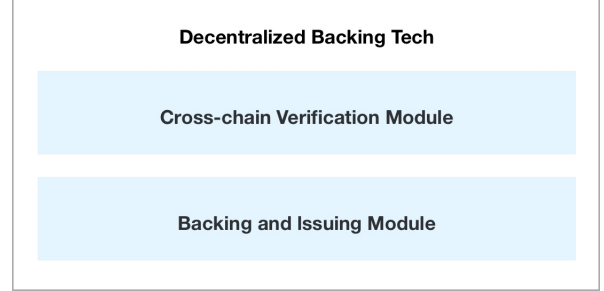 Decentralized Backing Tech
Cross-chain Verification Module
Backing and Issuing Module